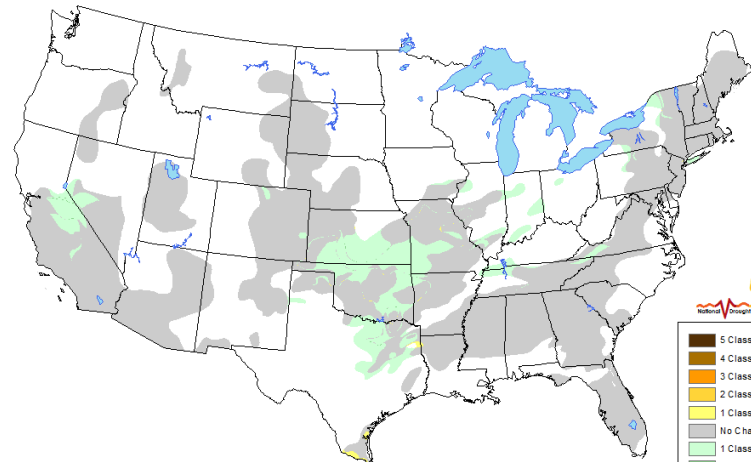 National Drought
5 Class
4 Class
3 Class
2 Class
1 Class
No Cha
1 Class